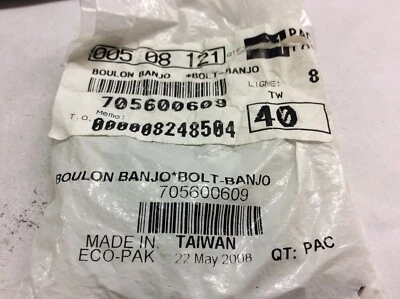 005 08 121
BOULON BANJO *BOLT-BANJO
LIGNE: 8
705600609
TW
Memo:
T.O. 000008248504
40
BOULON BANJO*BOLT-BANJO
705600609
MADE IN TAIWAN
ECO-PAK 22 May 2008 QT: PAC